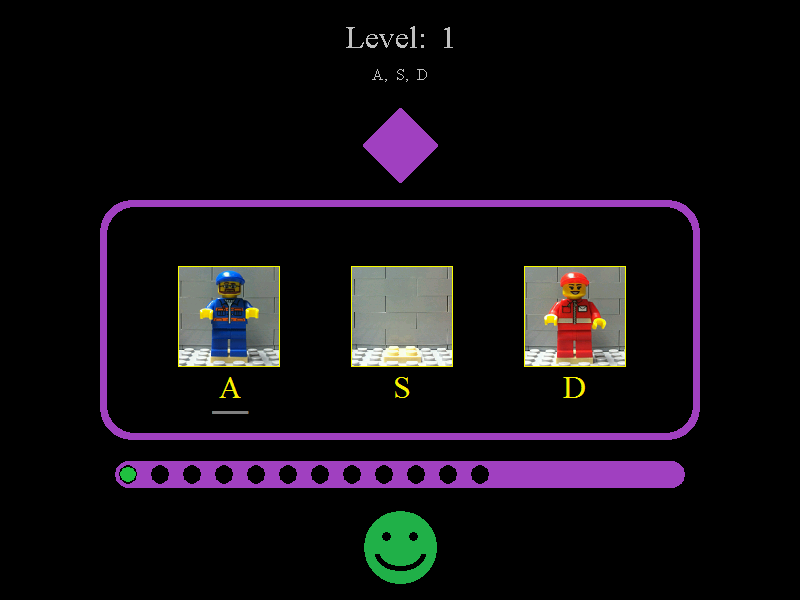 Level: 1
A, S, D
A S D